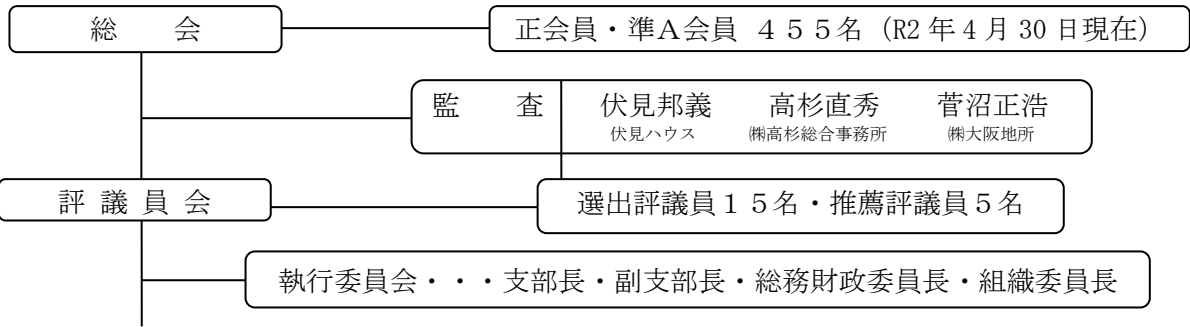 総　会
正会員・準A会員　４５５名（R2年4月30日現在）
監　査　伏見邦義　高杉直秀　菅沼正浩
伏見ハウス　㈱高杉総合事務所　㈱大阪地所
評議員会
選出評議員１５名・推薦評議員５名
執行委員会・・・支部長・副支部長・総務財政委員長・組織委員長